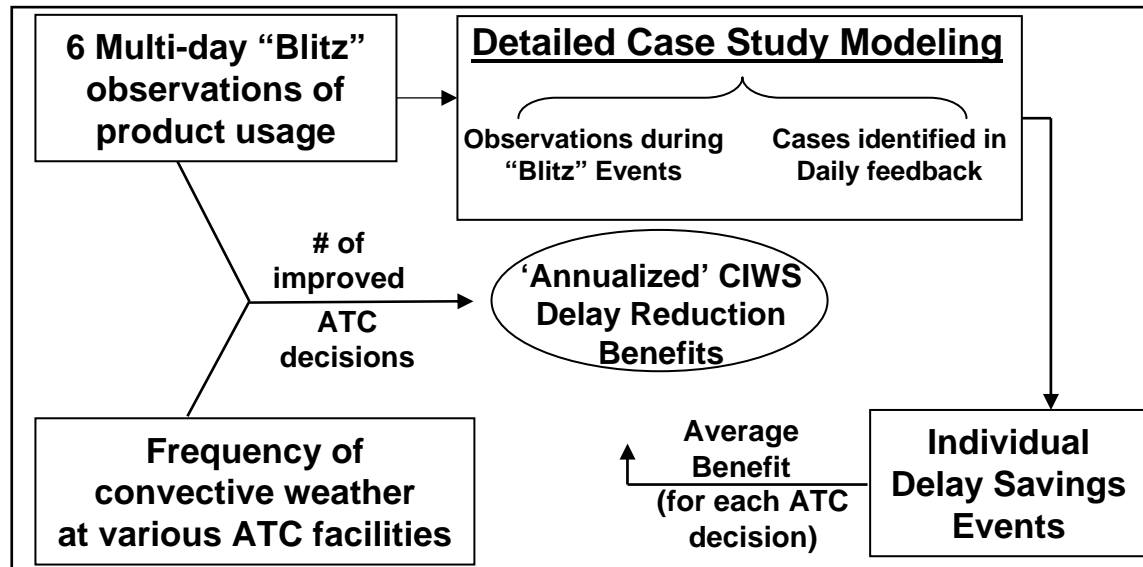 6 Multi-day “Blitz”
observations of
product usage
Detailed Case Study Modeling
Observations during
“Blitz” Events
Cases identified in
Daily feedback
# of
improved
ATC
decisions
‘Annualized’ CIWS
Delay Reduction
Benefits
Frequency of
convective weather
at various ATC facilities
Average
Benefit
(for each ATC
decision)
Individual
Delay Savings
Events